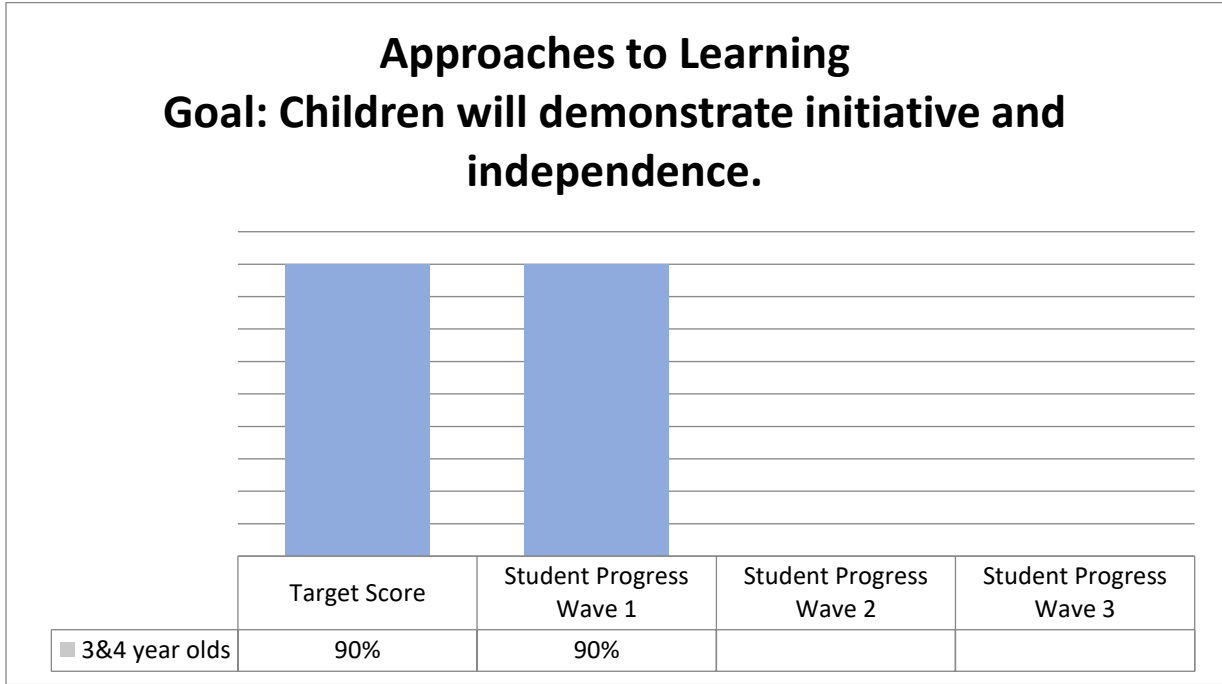 Approaches to Learning
Goal: Children will demonstrate initiative and
independence.
Target Score
Student Progress
Wave 1
Student Progress
Wave 2
Student Progress
Wave 3
3&4 year olds
90%
90%